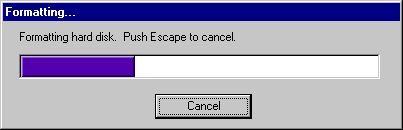 Formatting...
Formatting hard disk.  Push Escape to cancel.
Cancel